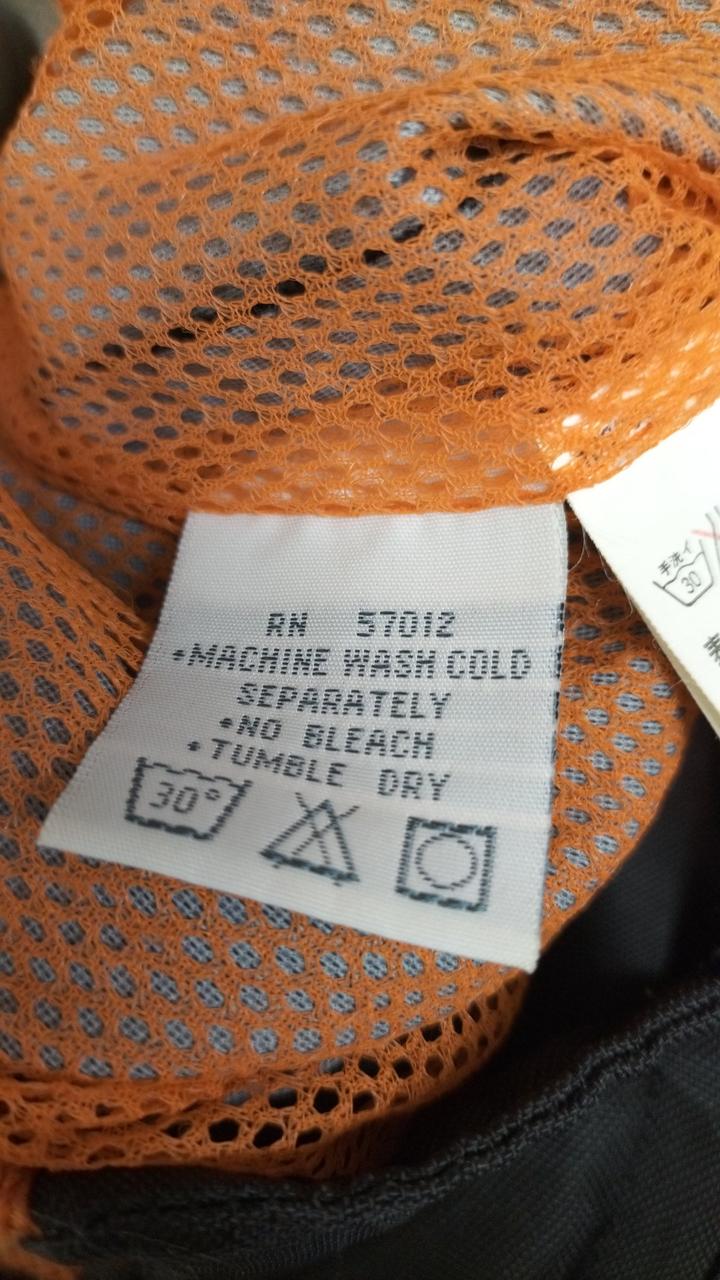 RN 57012
•MACHINE WASH COLD
SEPARATELY
•NO BLEACH
•TUMBLE DRY
30°
手洗イ
30